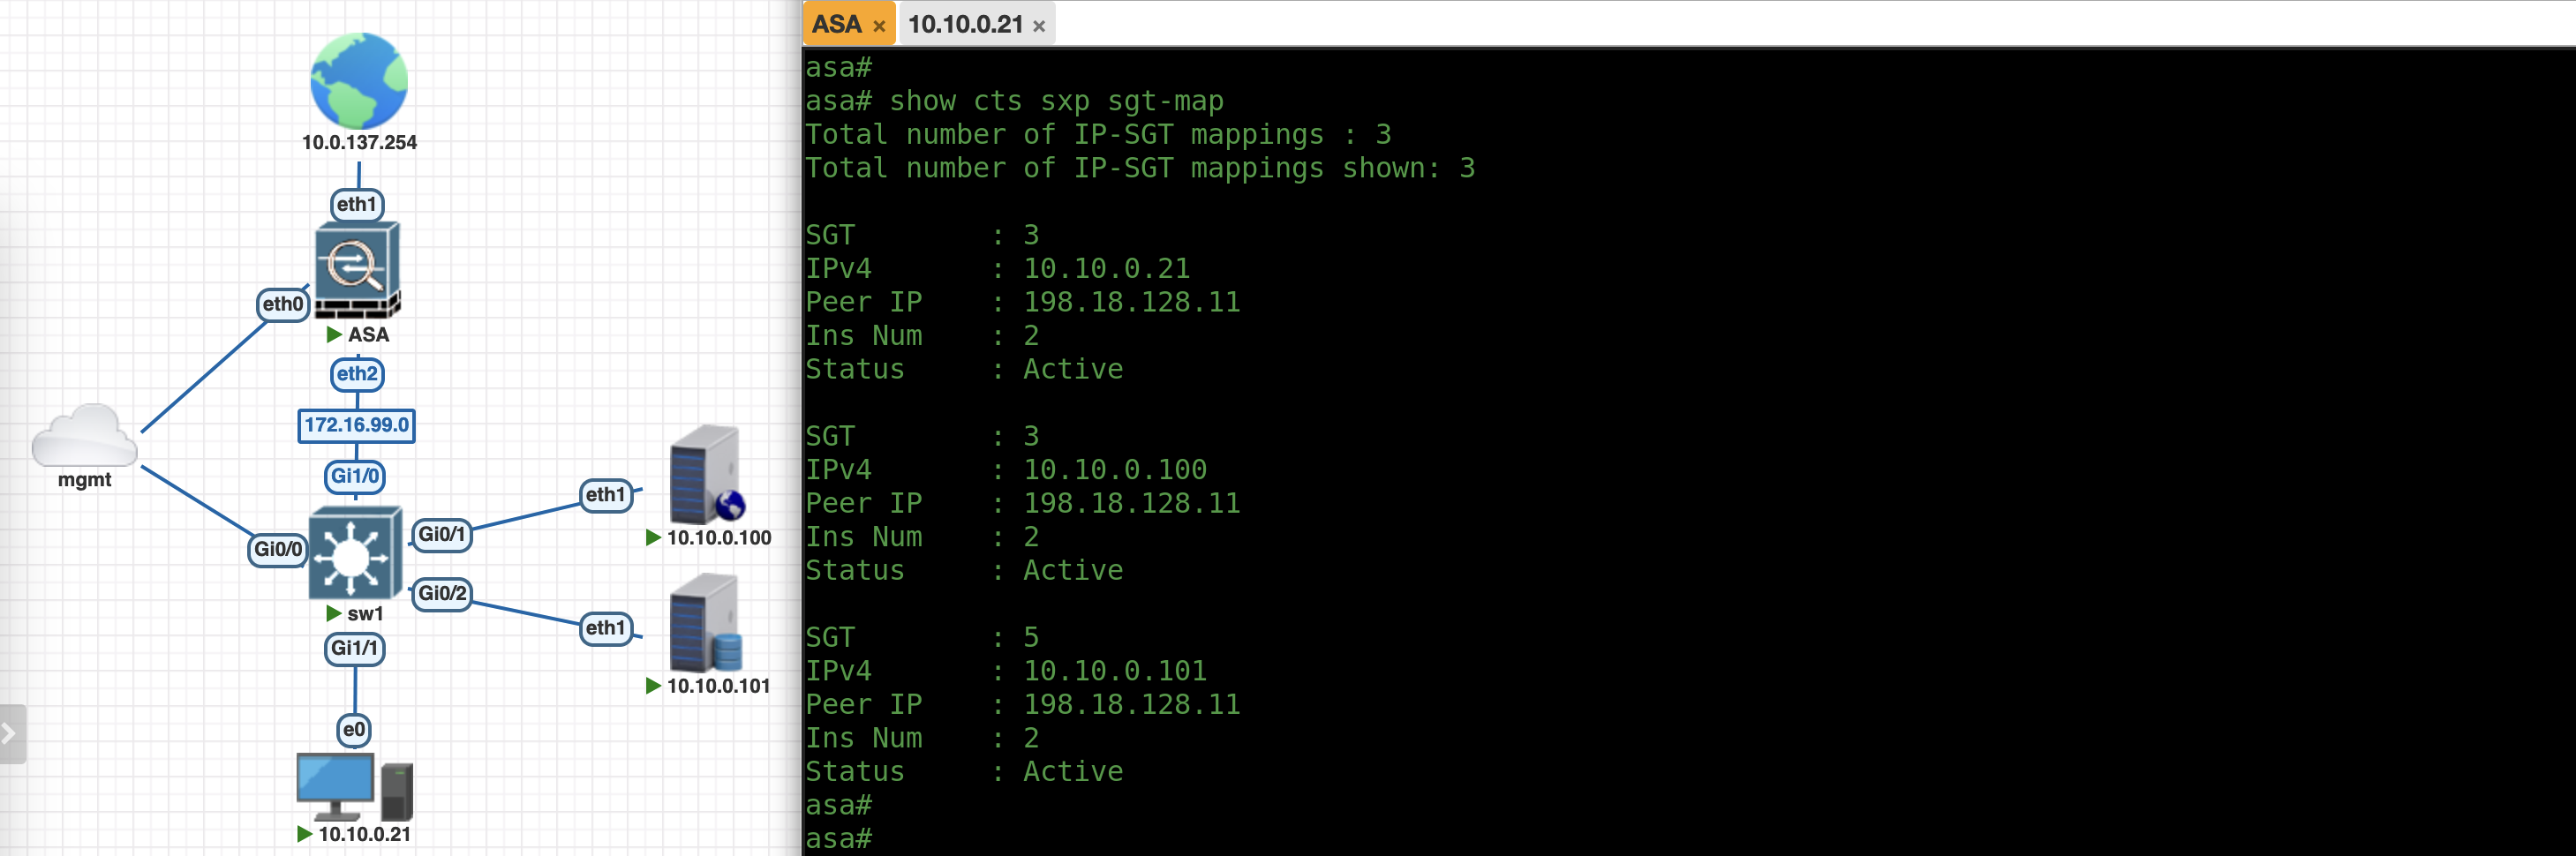 10.0.137.254
eth1
eth0
ASA
eth2
172.16.99.0
mgmt
Gi1/0
eth1
Gi0/1
10.10.0.100
Gi0/0
Gi0/2
sw1
eth1
Gi1/1
10.10.0.101
e0
10.10.0.21
ASA × 10.10.0.21 ×
asa#
asa# show cts sxp sgt-map
Total number of IP-SGT mappings : 3
Total number of IP-SGT mappings shown: 3
SGT : 3
IPv4 : 10.10.0.21
Peer IP : 198.18.128.11
Ins Num : 2
Status : Active
SGT : 3
IPv4 : 10.10.0.100
Peer IP : 198.18.128.11
Ins Num : 2
Status : Active
SGT : 5
IPv4 : 10.10.0.101
Peer IP : 198.18.128.11
Ins Num : 2
Status : Active
asa#
asa#